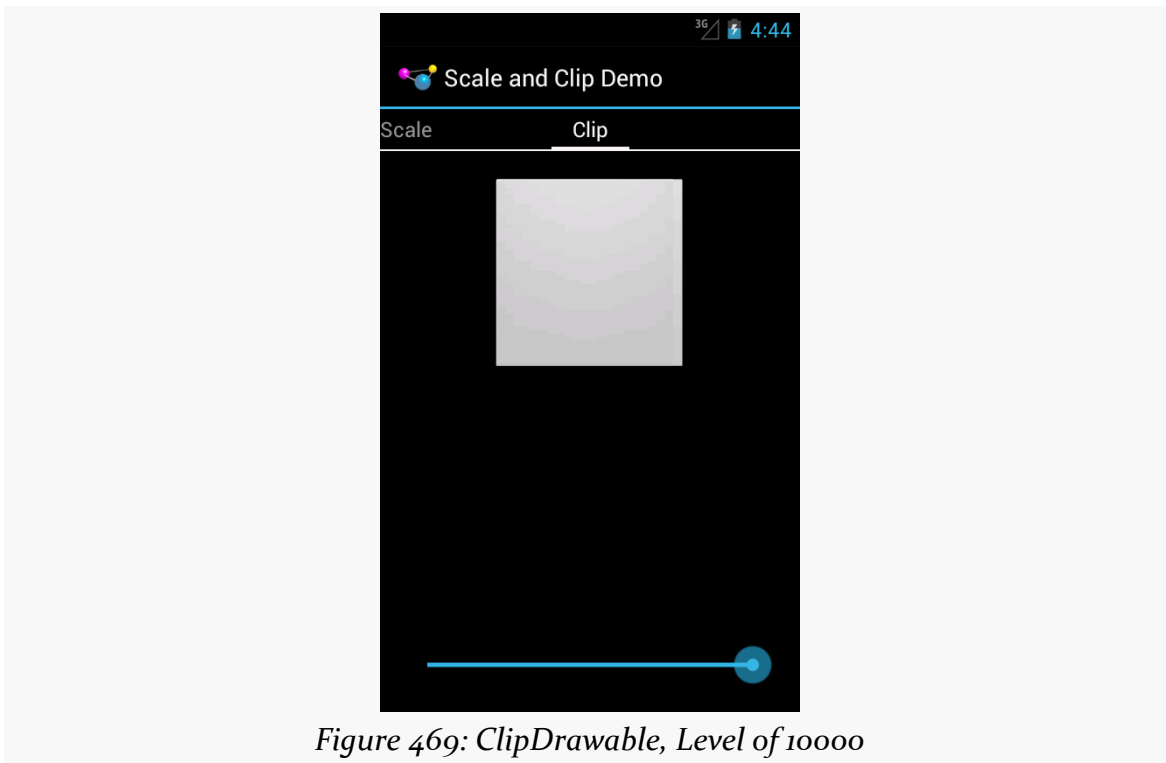 3G 4:44
Scale and Clip Demo
Scale Clip
Figure 469: ClipDrawable, Level of 10000